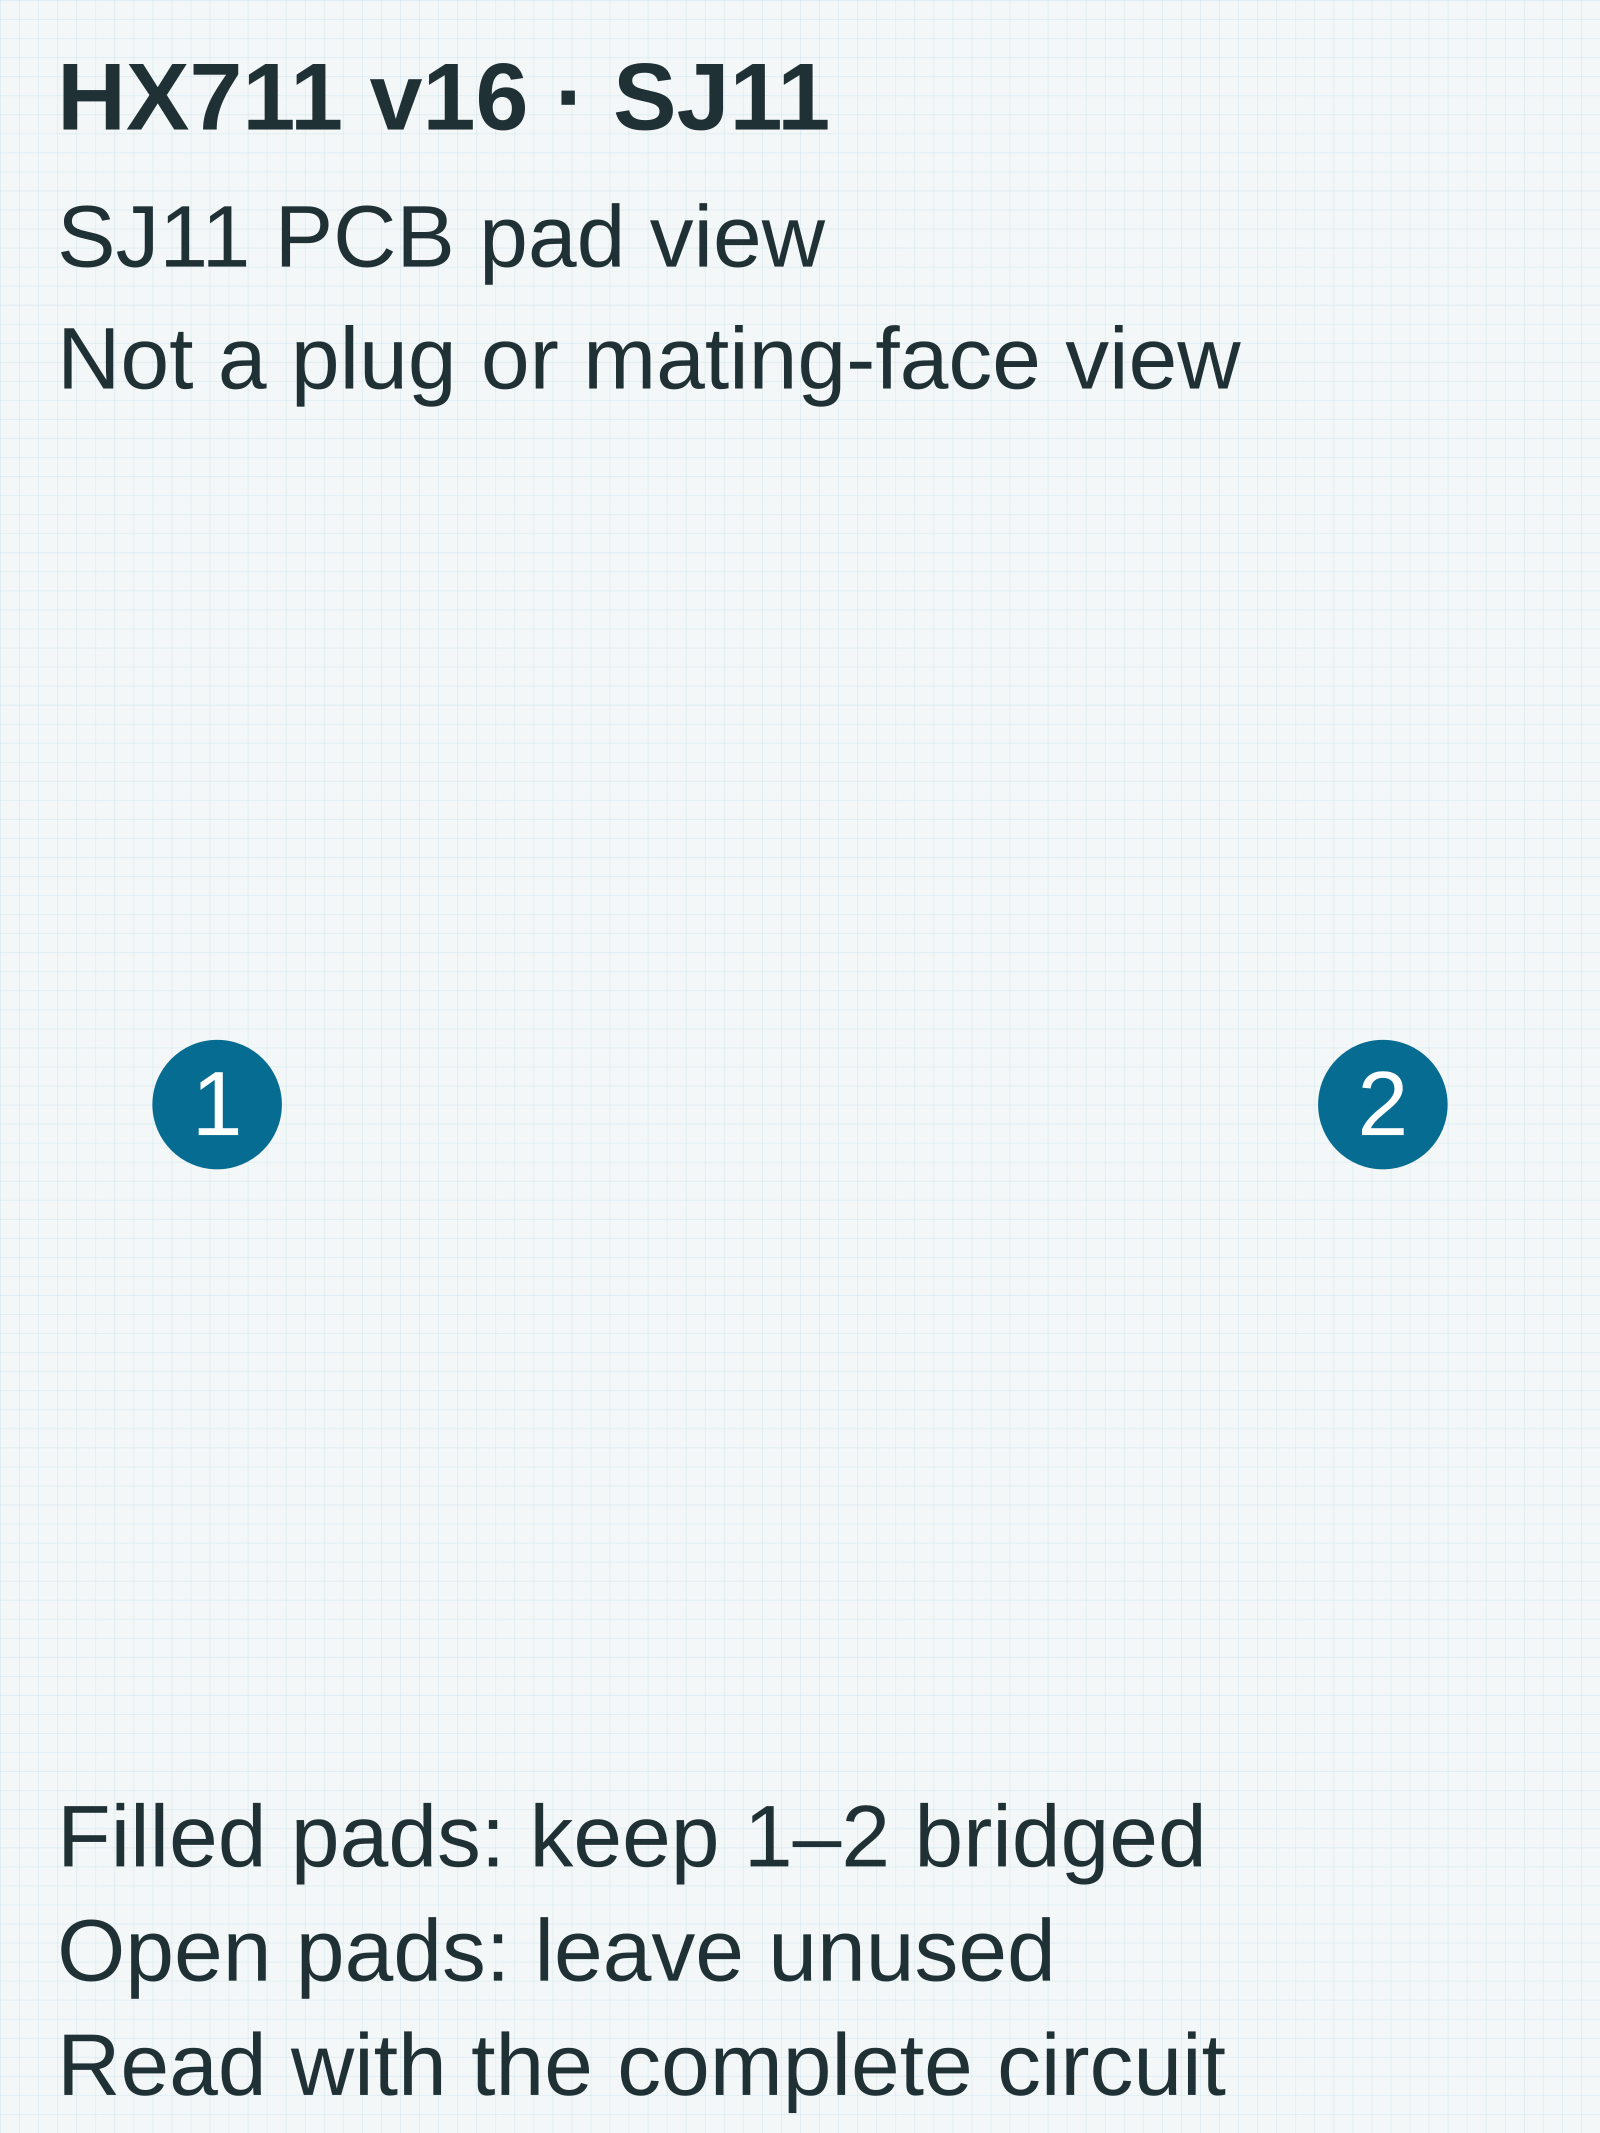 HX711 v16 · SJ11
SJ11 PCB pad view
Not a plug or mating-face view
1 2
Filled pads: keep 1–2 bridged
Open pads: leave unused
Read with the complete circuit